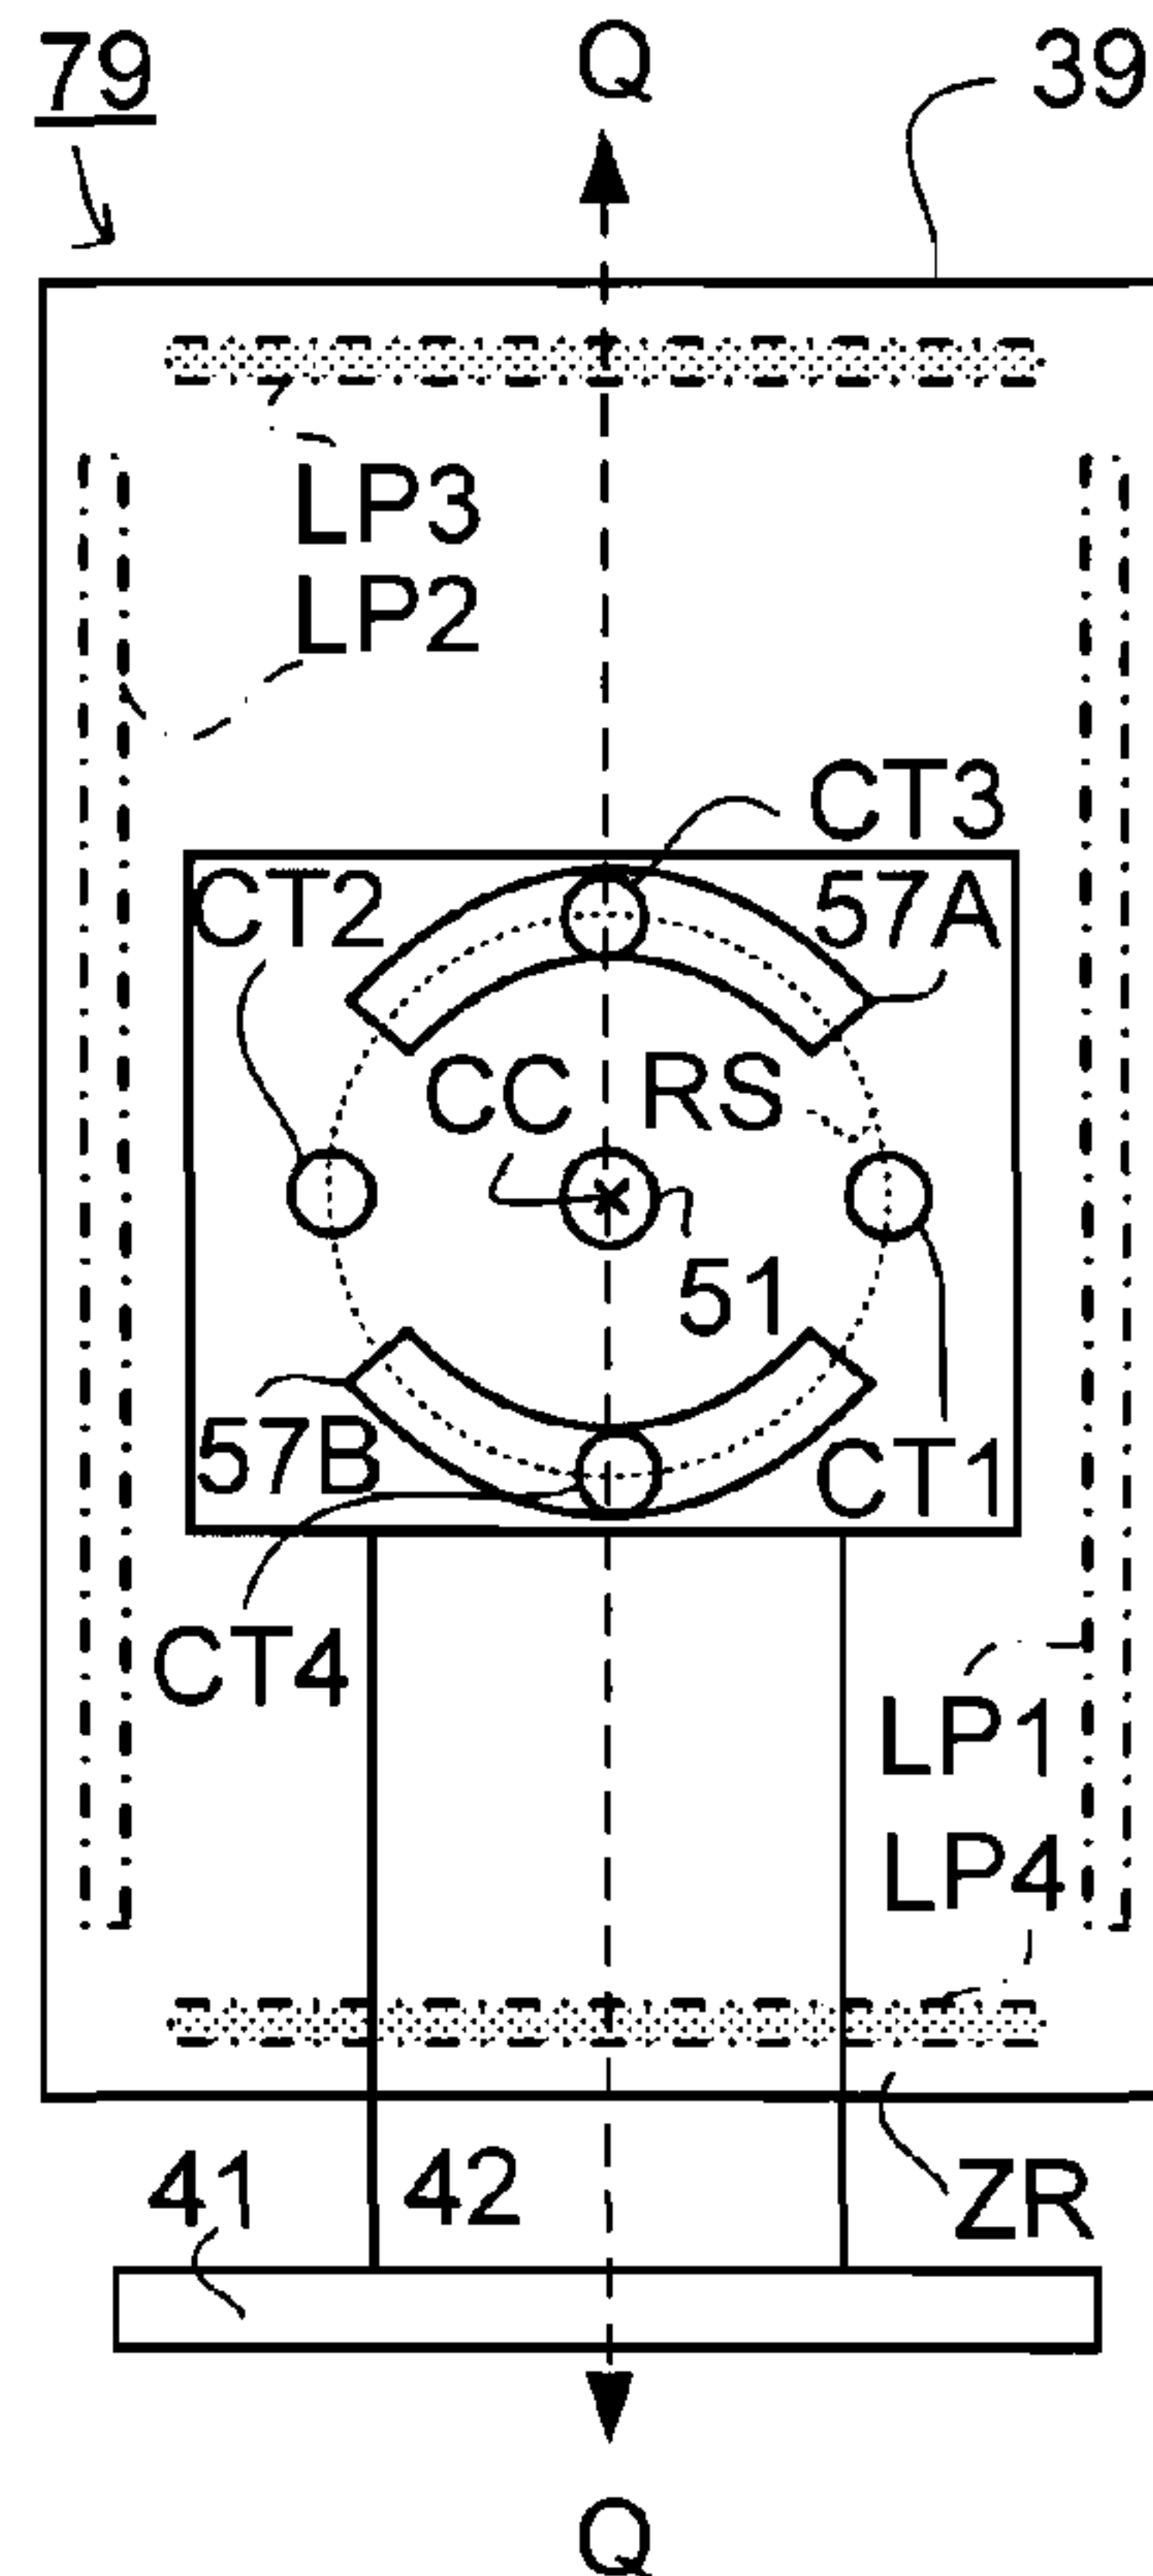 79 Q 39
LP3
LP2
CT3
CT2 57A
CC RS
51
57B CT1
CT4
LP1
LP4
41 42 ZR
Q